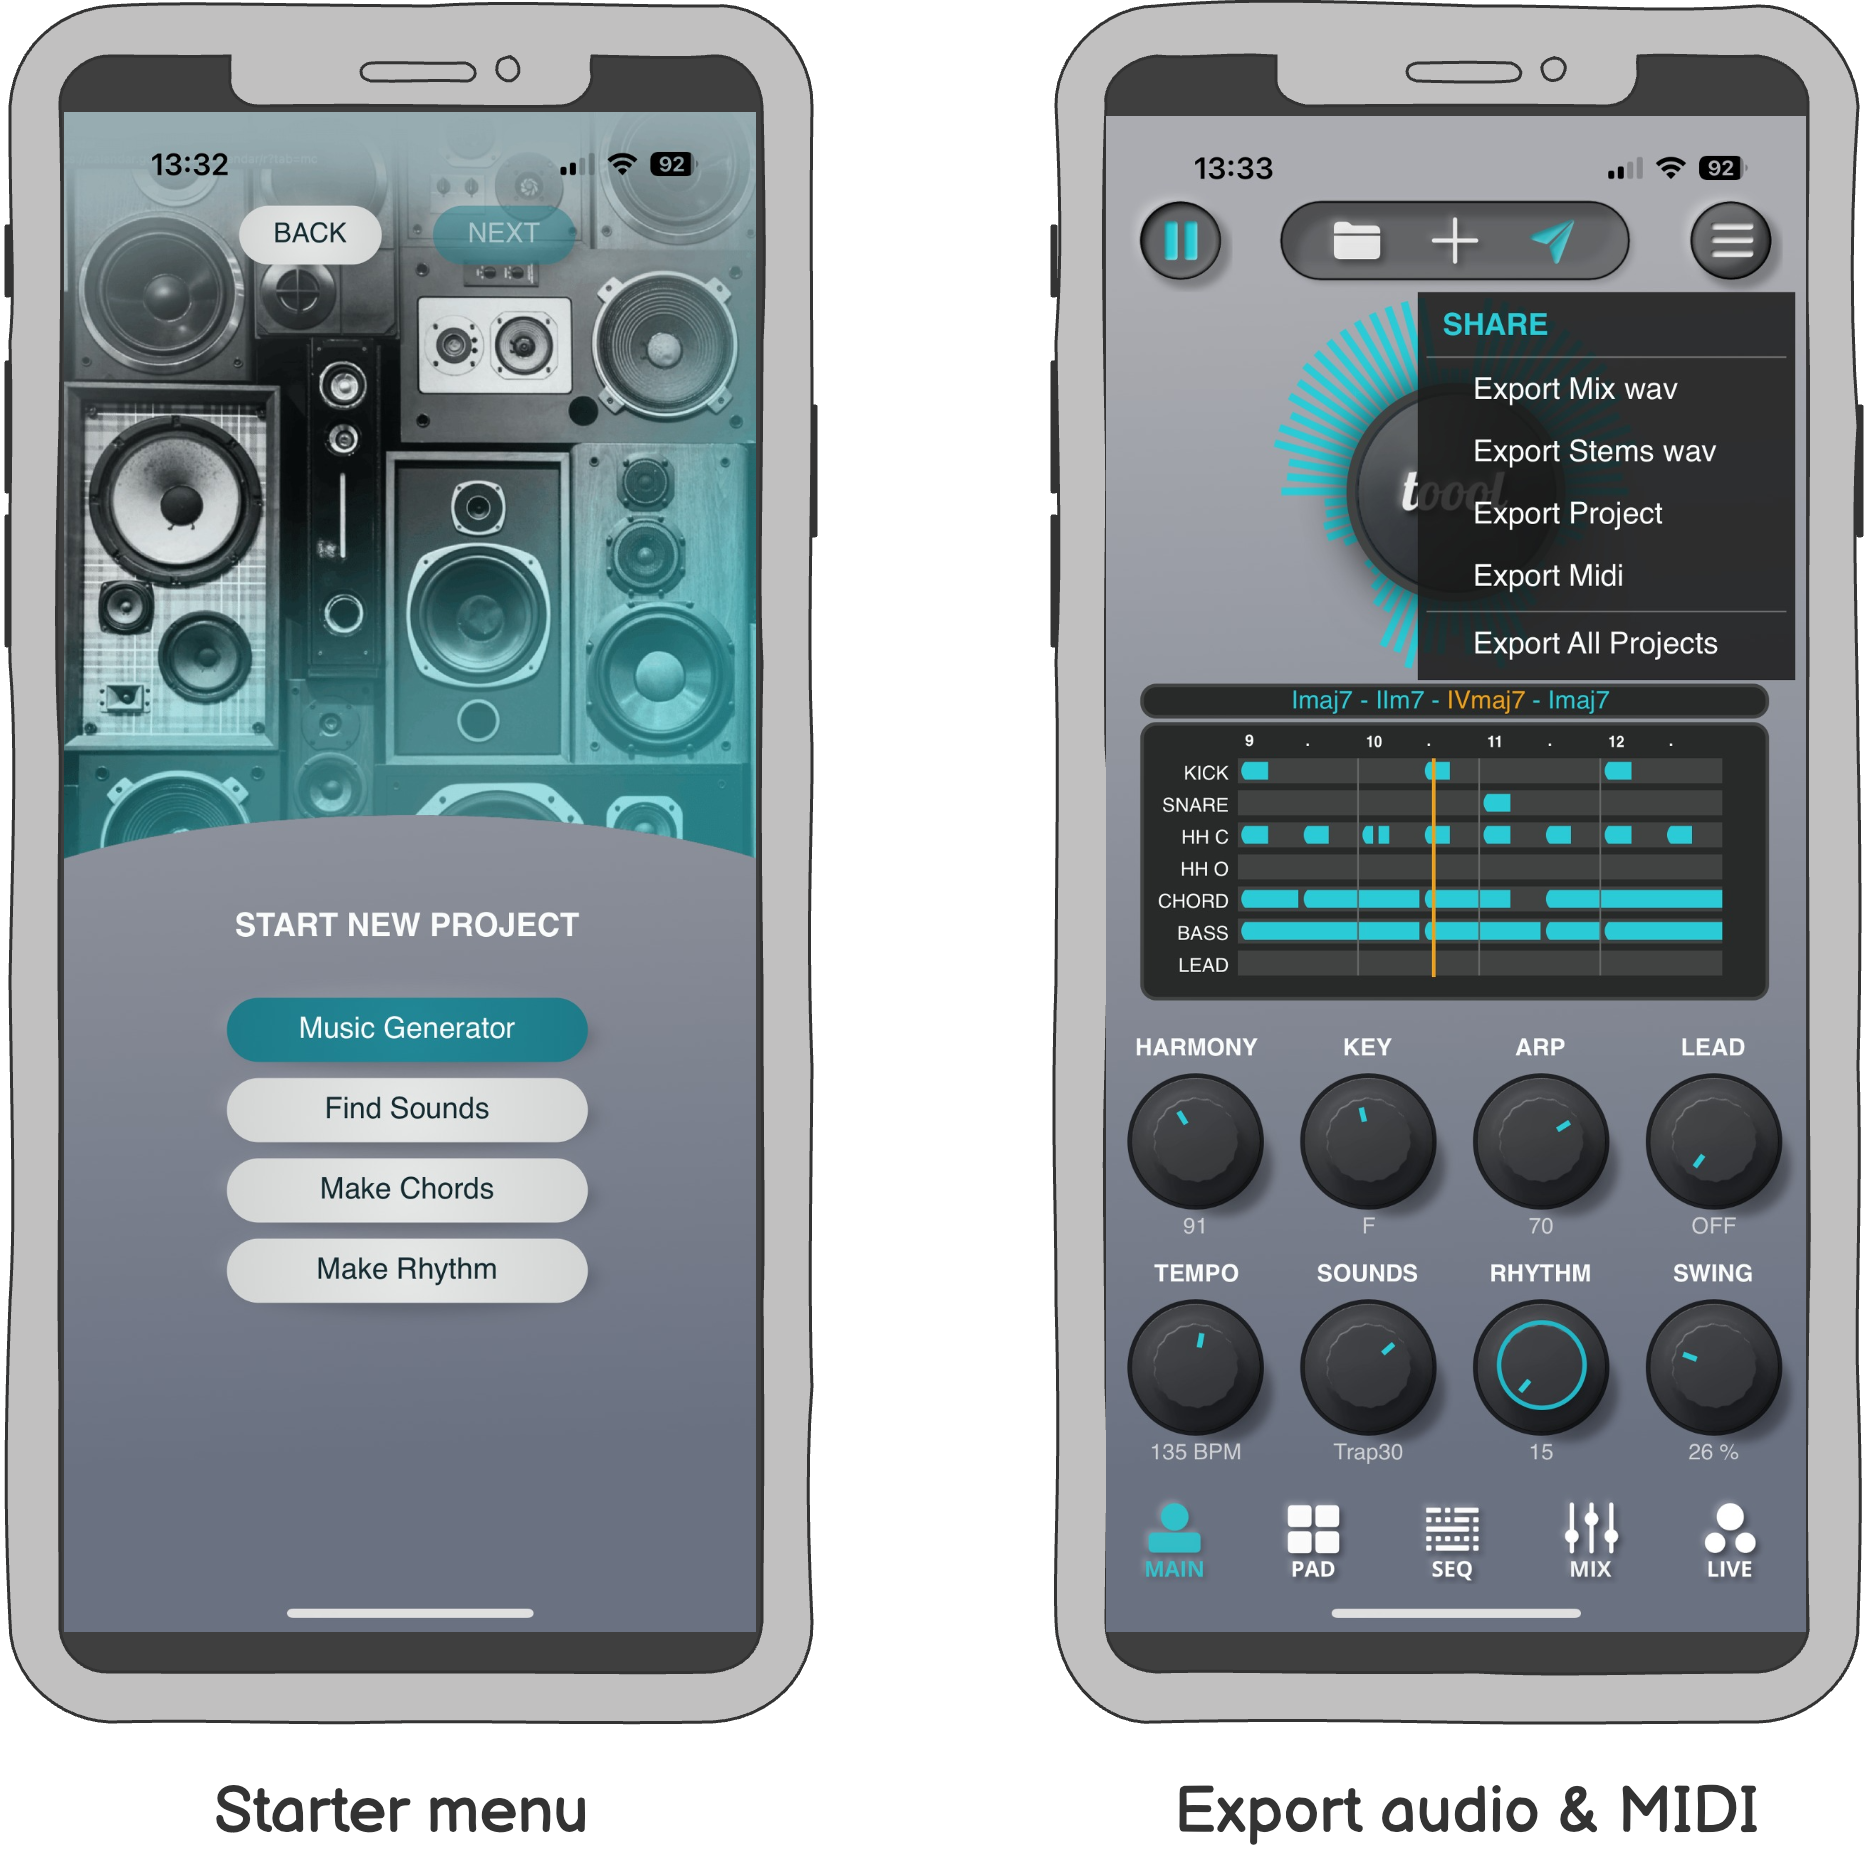 13:32
92
BACK
NEXT
START NEW PROJECT
Music Generator
Find Sounds
Make Chords
Make Rhythm
Starter menu
13:33
92
SHARE
Export Mix wav
Export Stems wav
toool
Export Project
Export Midi
Export All Projects
Imaj7 - IIm7 - IVmaj7 - Imaj7
9 . 10 . 11 . 12 .
KICK
SNARE
HH C
HH O
CHORD
BASS
LEAD
HARMONY KEY ARP LEAD
91 F 70 OFF
TEMPO SOUNDS RHYTHM SWING
135 BPM Trap30 15 26 %
MAIN PAD SEQ MIX LIVE
Export audio & MIDI